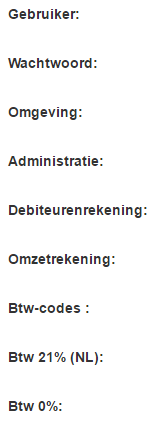 Gebruiker:
Wachtwoord:
Omgeving:
Administratie:
Debiteurenrekening:
Omzetrekening:
Btw-codes :
Btw 21% (NL):
Btw 0%: